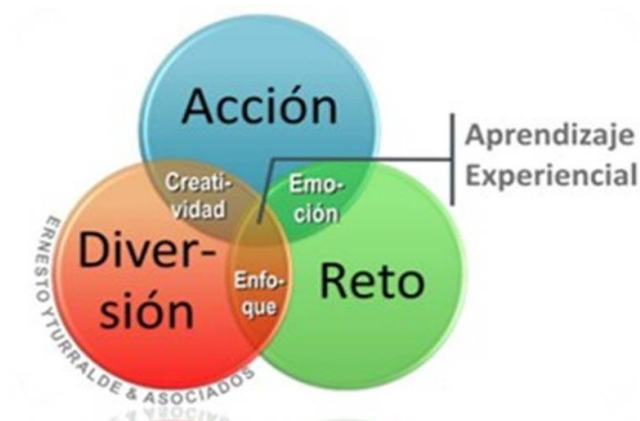 Acción
Aprendizaje
Experiencial
Creati-
vidad
Emo-
ción
Diver-
sión
Enfo-
que
Reto
ERNESTO YTURRALDE & ASOCIADOS